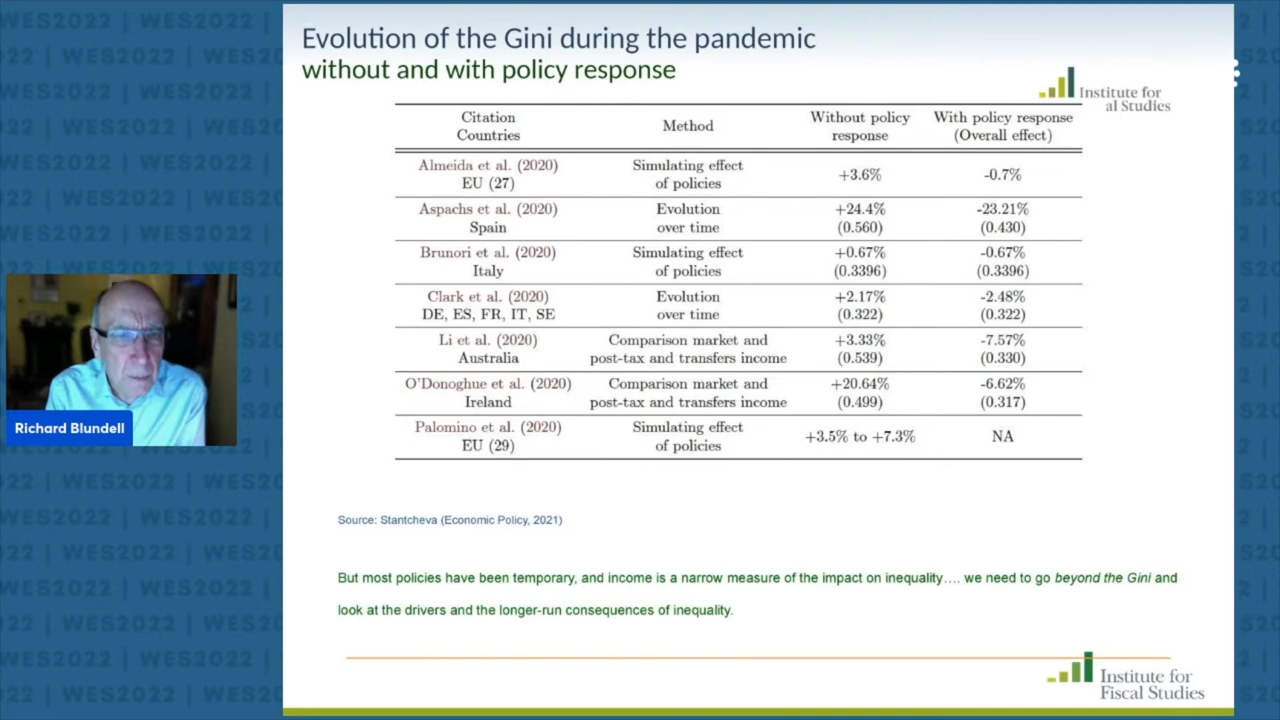 Evolution of the Gini during the pandemic
without and with policy response
Institute for
al Studies
Citation
Countries
Method
Without policy
response
With policy response
(Overall effect)
Almeida et al. (2020)
EU (27)
Simulating effect
of policies
+3.6%
-0.7%
Aspachs et al. (2020)
Spain
Evolution
over time
+24.4%
(0.560)
-23.21%
(0.430)
Brunori et al. (2020)
Italy
Simulating effect
of policies
+0.67%
(0.3396)
-0.67%
(0.3396)
Clark et al. (2020)
DE, ES, FR, IT, SE
Evolution
over time
+2.17%
(0.322)
-2.48%
(0.322)
Li et al. (2020)
Australia
Comparison market and
post-tax and transfers income
+3.33%
(0.539)
-7.57%
(0.330)
O'Donoghue et al. (2020)
Ireland
Comparison market and
post-tax and transfers income
+20.64%
(0.499)
-6.62%
(0.317)
Palomino et al. (2020)
EU (29)
Simulating effect
of policies
+3.5% to +7.3%
NA
Richard Blundell
Source: Stantcheva (Economic Policy, 2021)
But most policies have been temporary, and income is a narrow measure of the impact on inequality…. we need to go beyond the Gini and
look at the drivers and the longer-run consequences of inequality.
Institute for
Fiscal Studies